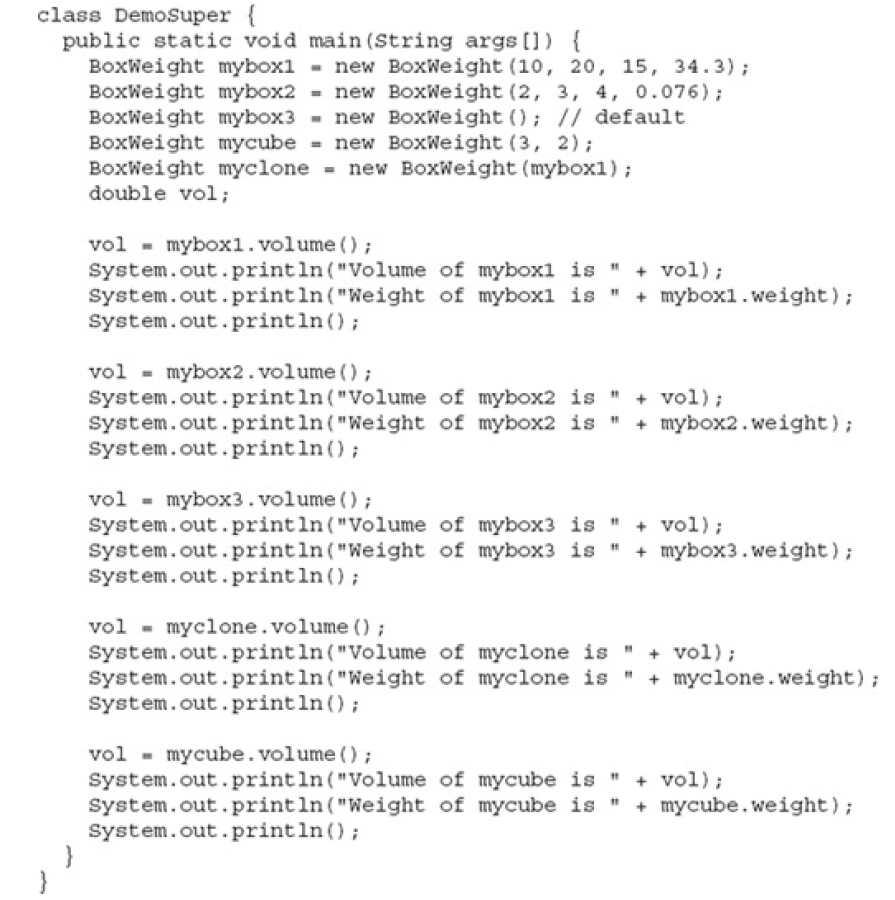 class DemoSuper {
  public static void main(String args[]) {
    BoxWeight mybox1 = new BoxWeight(10, 20, 15, 34.3);
    BoxWeight mybox2 = new BoxWeight(2, 3, 4, 0.076);
    BoxWeight mybox3 = new BoxWeight(); // default
    BoxWeight mycube = new BoxWeight(3, 2);
    BoxWeight myclone = new BoxWeight(mybox1);
    double vol;

    vol = mybox1.volume();
    System.out.println("Volume of mybox1 is " + vol);
    System.out.println("Weight of mybox1 is " + mybox1.weight);
    System.out.println();

    vol = mybox2.volume();
    System.out.println("Volume of mybox2 is " + vol);
    System.out.println("Weight of mybox2 is " + mybox2.weight);
    System.out.println();

    vol = mybox3.volume();
    System.out.println("Volume of mybox3 is " + vol);
    System.out.println("Weight of mybox3 is " + mybox3.weight);
    System.out.println();

    vol = myclone.volume();
    System.out.println("Volume of myclone is " + vol);
    System.out.println("Weight of myclone is " + myclone.weight);
    System.out.println();

    vol = mycube.volume();
    System.out.println("Volume of mycube is " + vol);
    System.out.println("Weight of mycube is " + mycube.weight);
    System.out.println();
  }
}